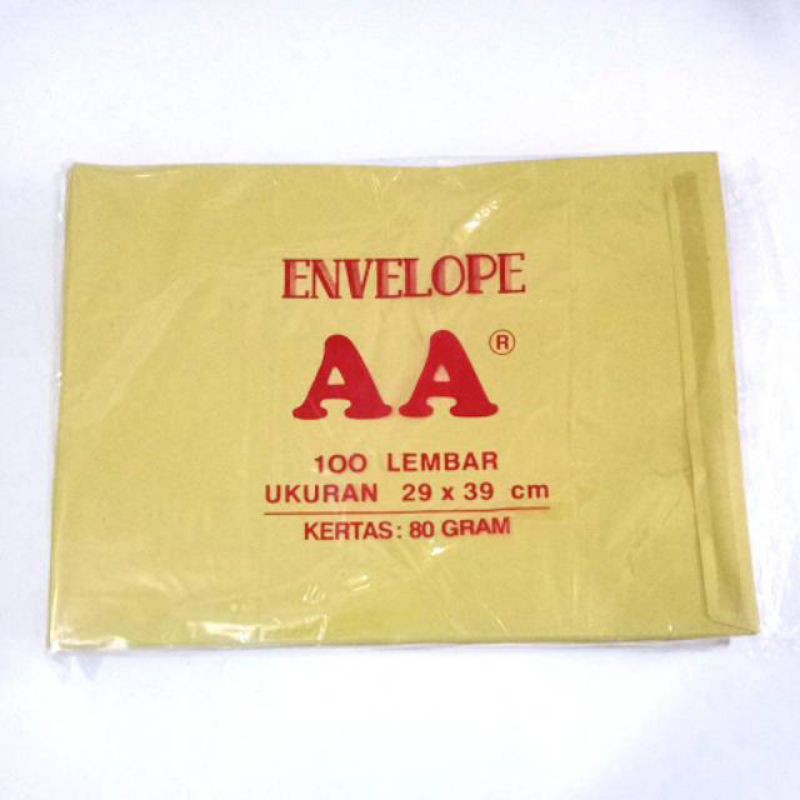 ENVELOPE
AA®
100 LEMBAR
UKURAN 29 x 39 cm
KERTAS: 80 GRAM